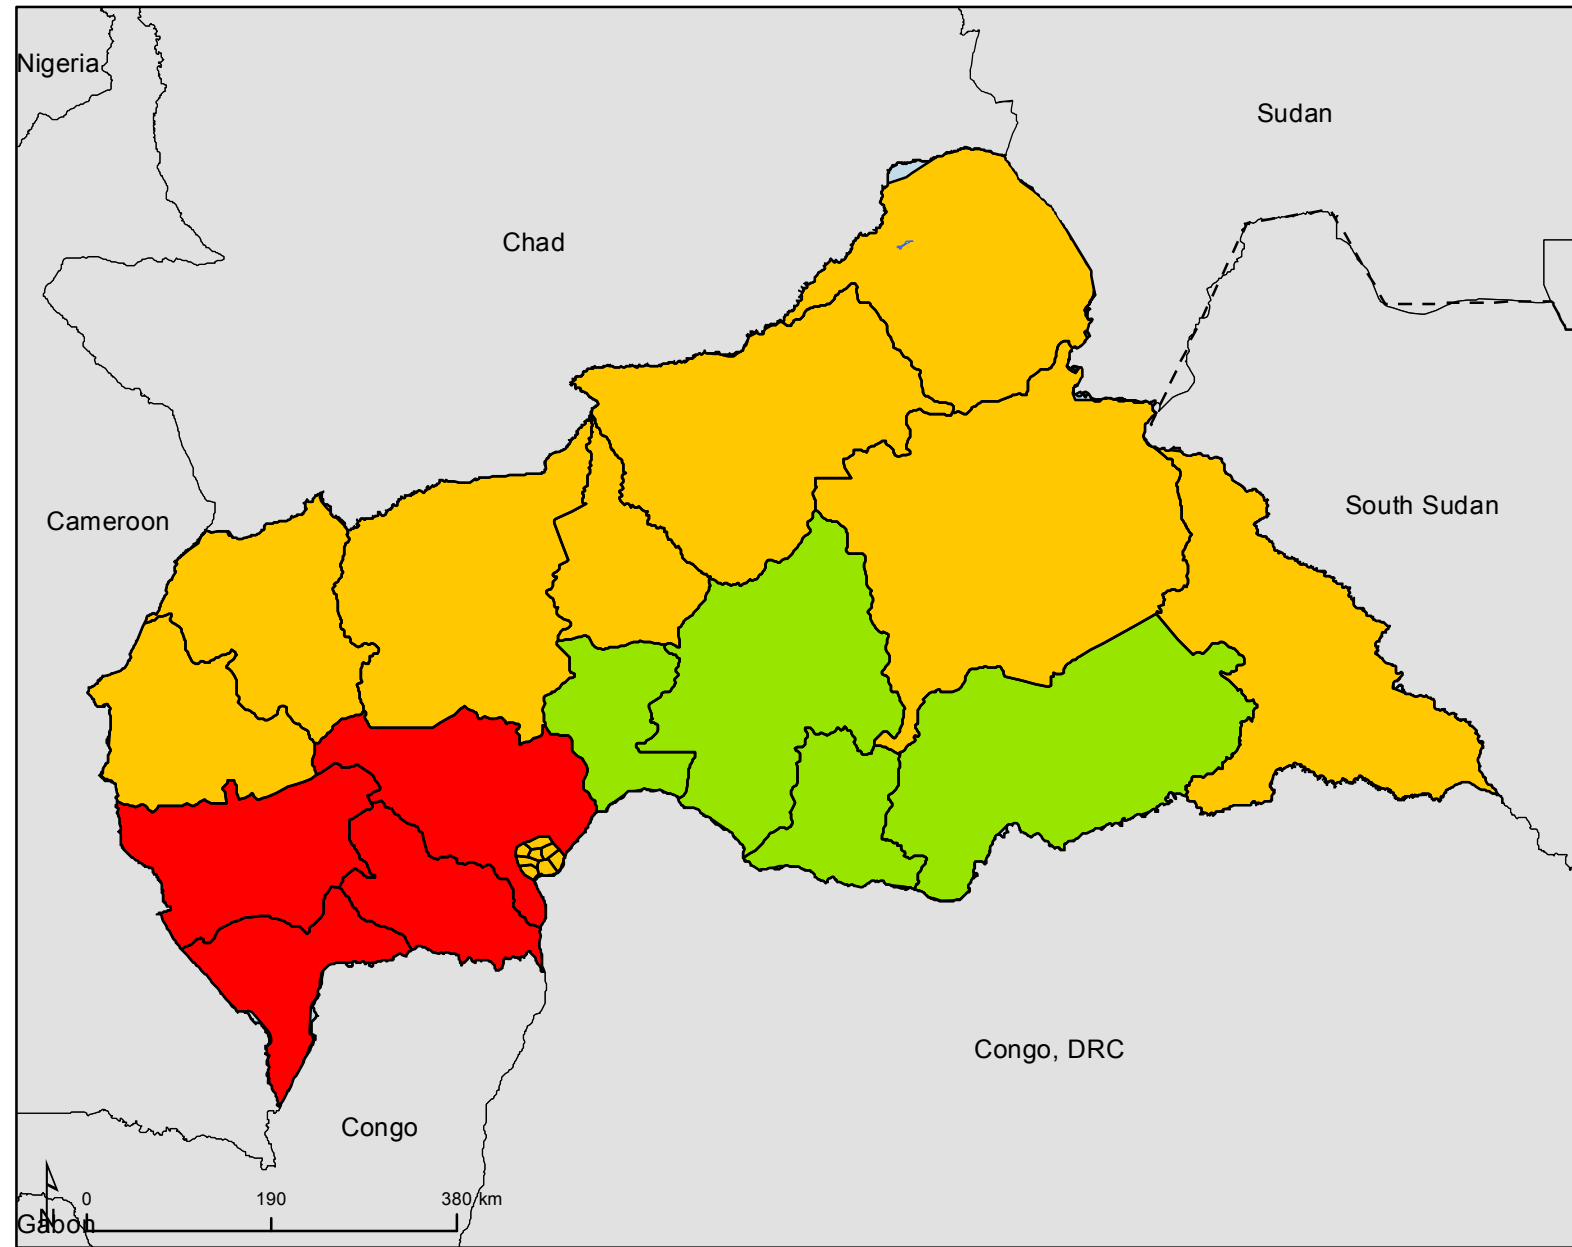 Nigeria
Sudan
Chad
South Sudan
Cameroon
Congo, DRC
Congo
0 190 380 km
N
Gabon